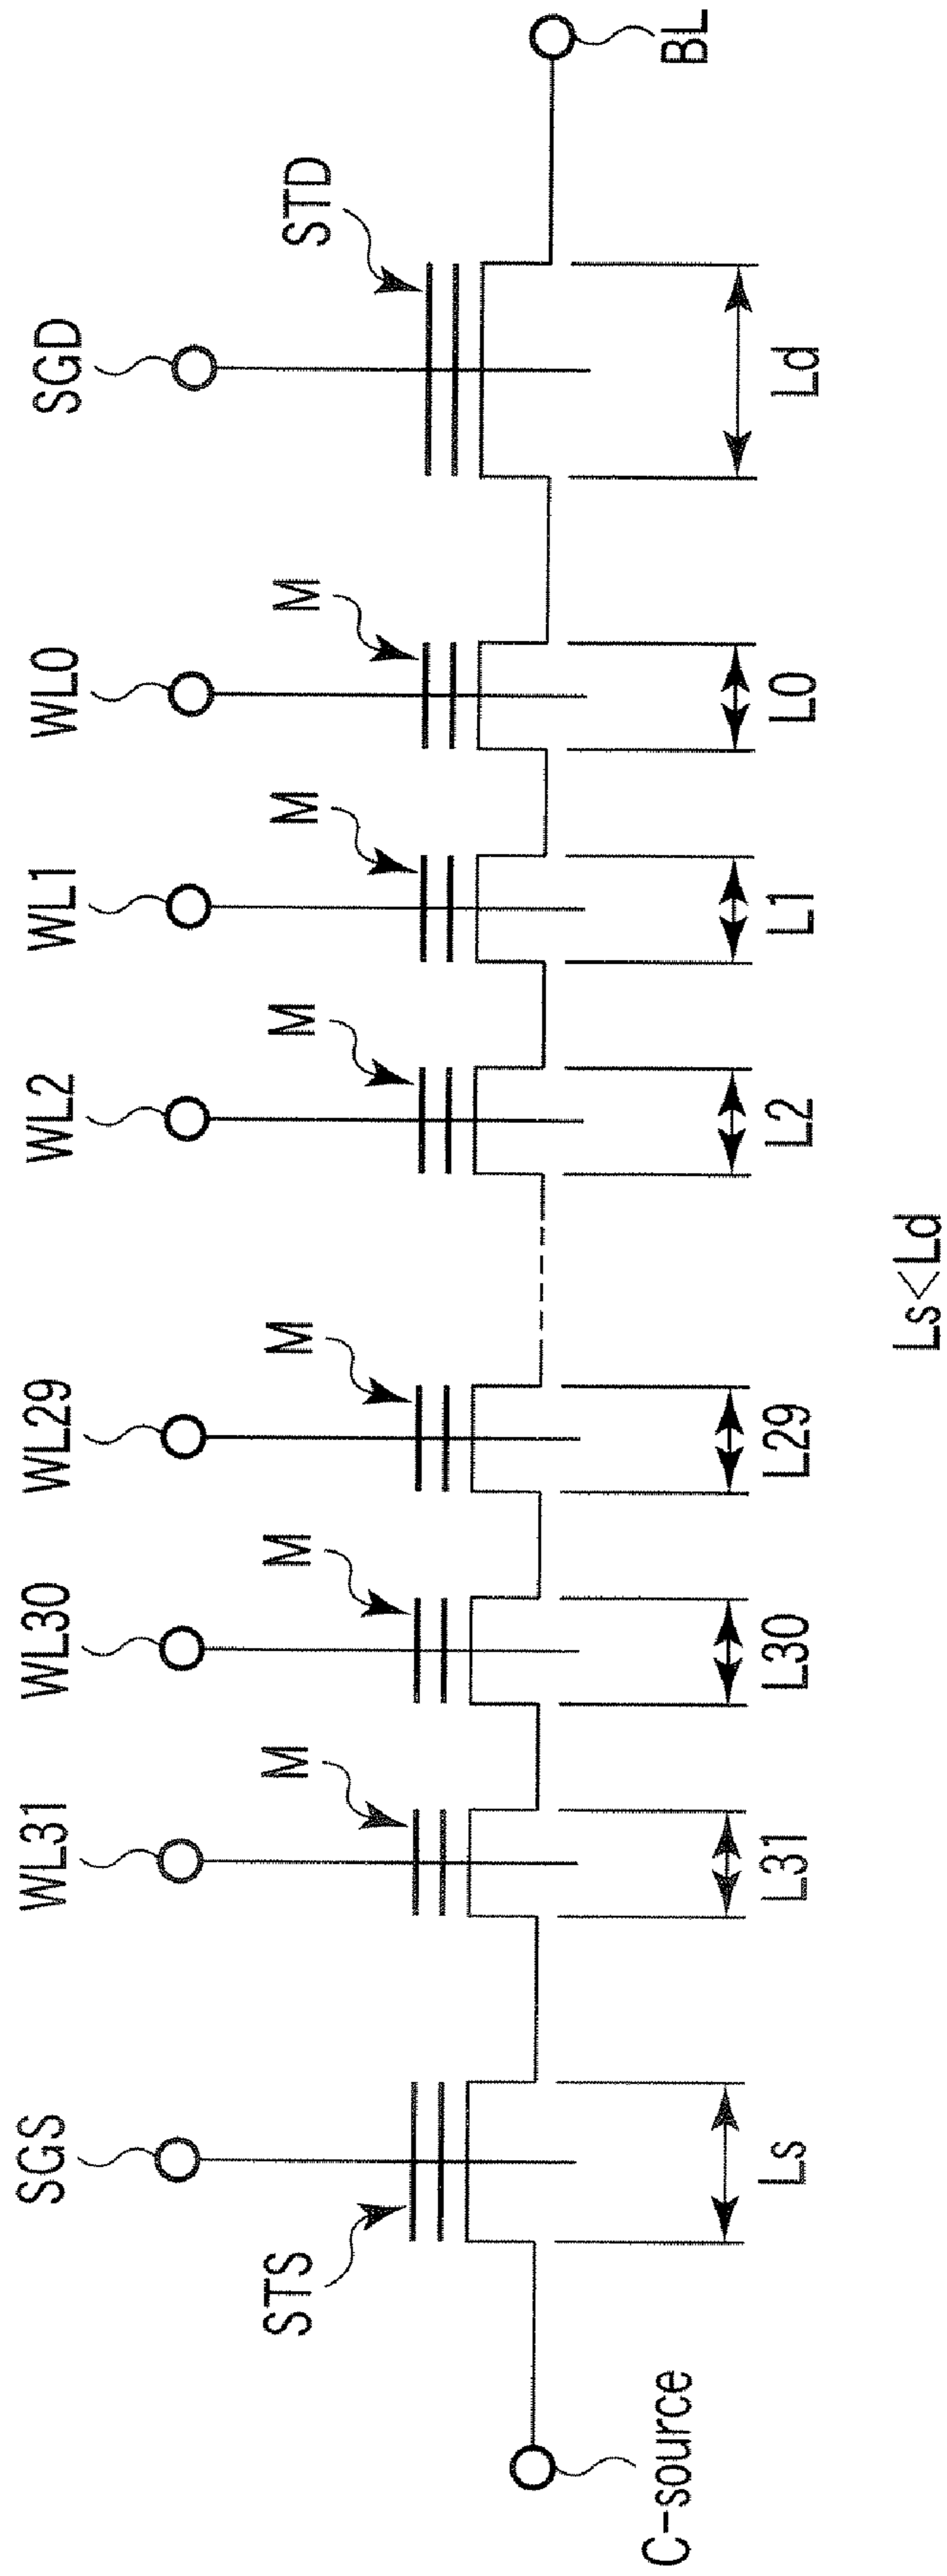 SGS WL31 WL30 WL29 WL2 WL1 WL0 SGD
STS M M M M M M STD
C-source BL
Ls L31 L30 L29 L2 L1 L0 Ld
Ls<Ld